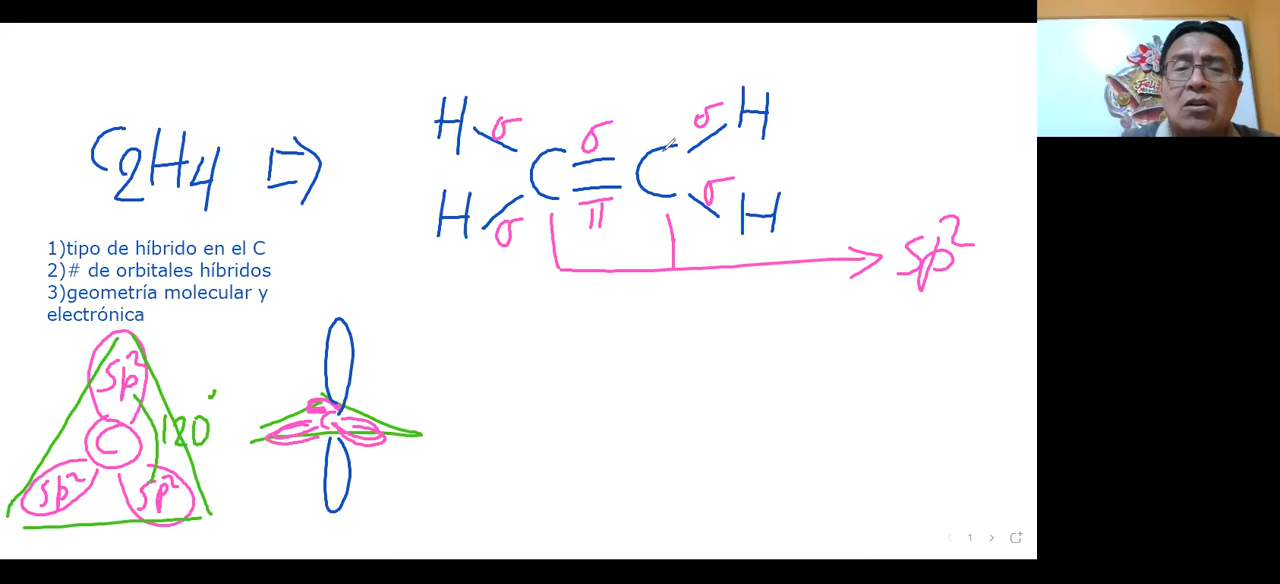 C2H4 ⇒
H σ C σ C σ H
H σ π σ H
sp²
1)tipo de híbrido en el C
2)# de orbitales híbridos
3)geometría molecular y
electrónica
sp²
C
120°
sp² sp²
C
1